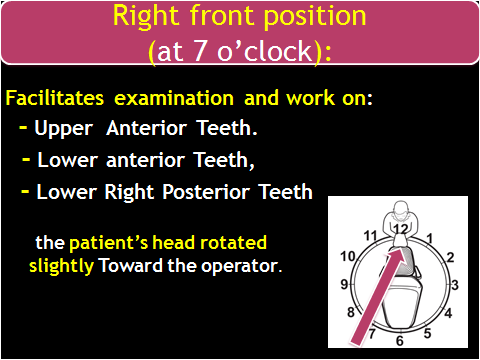 Right front position
(at 7 o’clock):
Facilitates examination and work on:
- Upper Anterior Teeth.
- Lower anterior Teeth,
- Lower Right Posterior Teeth
the patient’s head rotated
slightly Toward the operator.
12
11
1
10
2
9
3
8
4
7
5
6